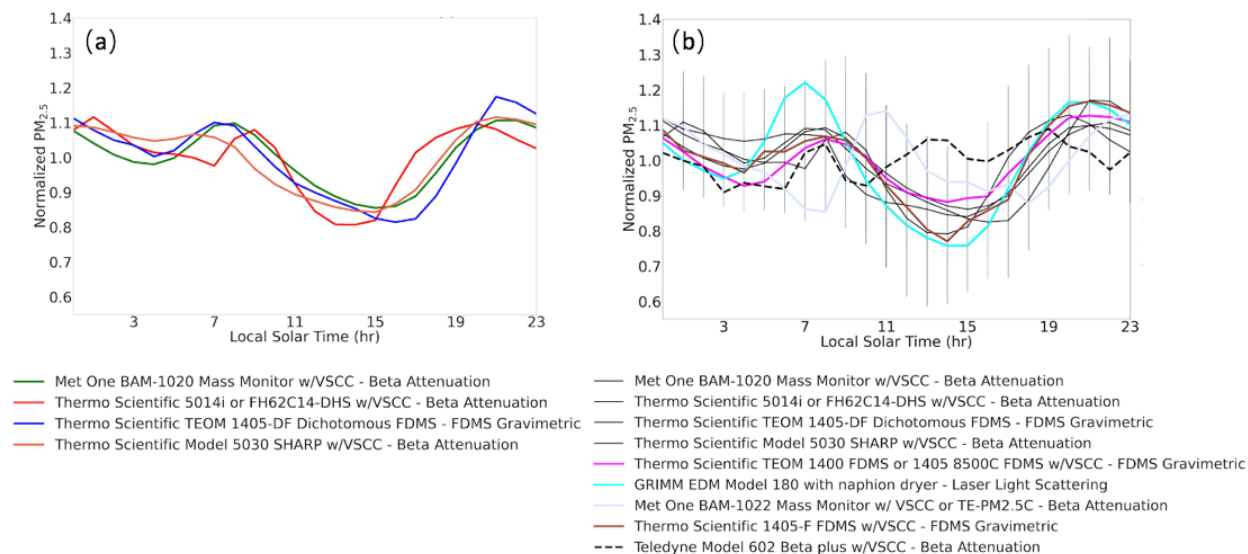 (a)
1.4
1.3
1.2
1.1
1.0
0.9
0.8
0.7
0.6
Normalized PM2.5
3 7 11 15 19 23
Local Solar Time (hr)
Met One BAM-1020 Mass Monitor w/VSCC - Beta Attenuation
Thermo Scientific 5014i or FH62C14-DHS w/VSCC - Beta Attenuation
Thermo Scientific TEOM 1405-DF Dichotomous FDMS - FDMS Gravimetric
Thermo Scientific Model 5030 SHARP w/VSCC - Beta Attenuation
(b)
1.4
1.3
1.2
1.1
1.0
0.9
0.8
0.7
0.6
Normalized PM2.5
3 7 11 15 19 23
Local Solar Time (hr)
Met One BAM-1020 Mass Monitor w/VSCC - Beta Attenuation
Thermo Scientific 5014i or FH62C14-DHS w/VSCC - Beta Attenuation
Thermo Scientific TEOM 1405-DF Dichotomous FDMS - FDMS Gravimetric
Thermo Scientific Model 5030 SHARP w/VSCC - Beta Attenuation
Thermo Scientific TEOM 1400 FDMS or 1405 8500C FDMS w/VSCC - FDMS Gravimetric
GRIMM EDM Model 180 with naphion dryer - Laser Light Scattering
Met One BAM-1022 Mass Monitor w/ VSCC or TE-PM2.5C - Beta Attenuation
Thermo Scientific 1405-F FDMS w/VSCC - FDMS Gravimetric
Teledyne Model 602 Beta plus w/VSCC - Beta Attenuation